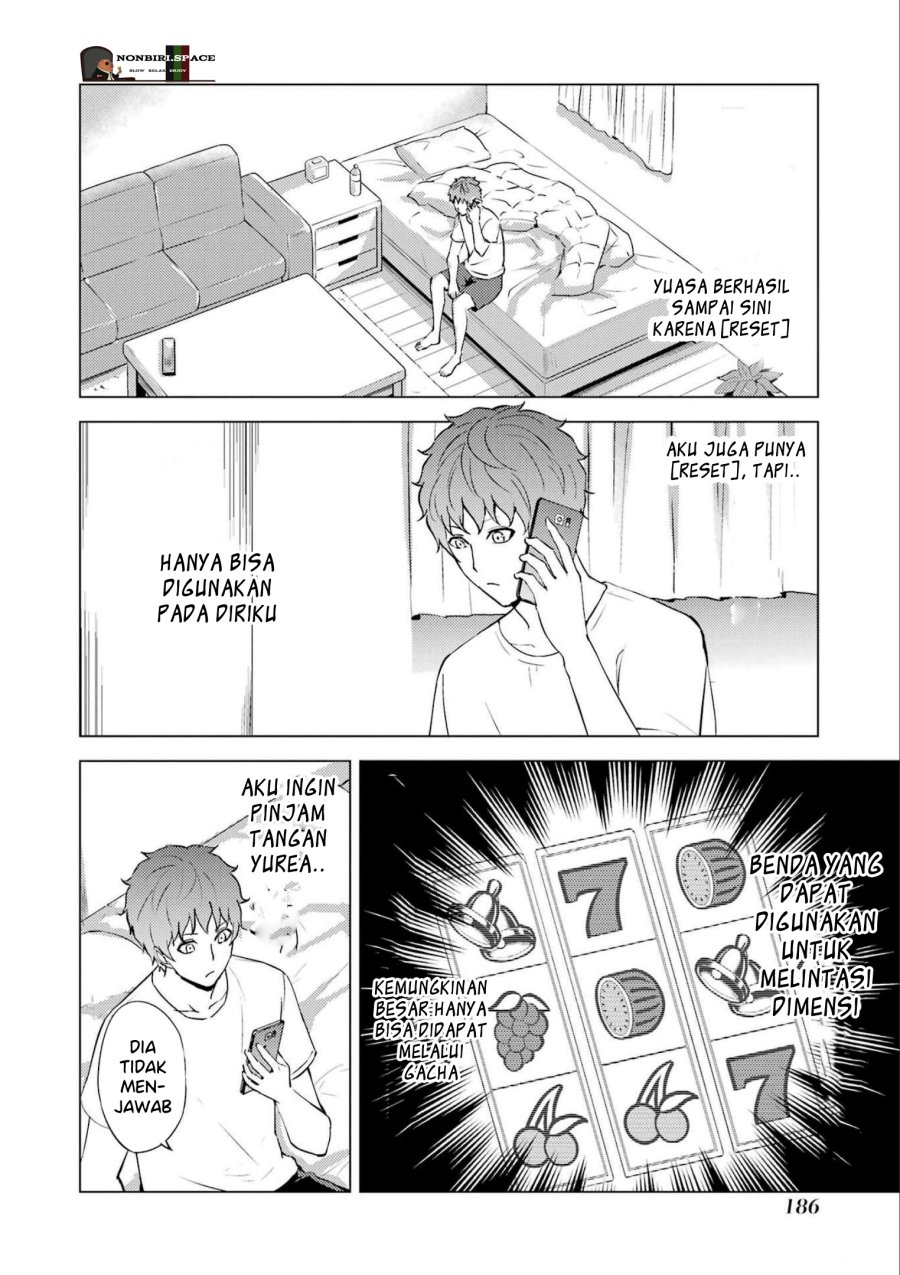 NONBIRI.SPACE
SLOW RELAX ENJOY
YUASA BERHASIL
SAMPAI SINI
KARENA [RESET]
AKU JUGA PUNYA
[RESET], TAPI..
HANYA BISA
DIGUNAKAN
PADA DIRIKU
BENDA YANG
DAPAT
DIGUNAKAN
UNTUK
MELINTASI
DIMENSI
7
7
KEMUNGKINAN
BESAR HANYA
BISA DIDAPAT
MELALUI
GACHA
AKU INGIN
PINJAM
TANGAN
YUREA..
DIA
TIDAK
MEN-
JAWAB
186